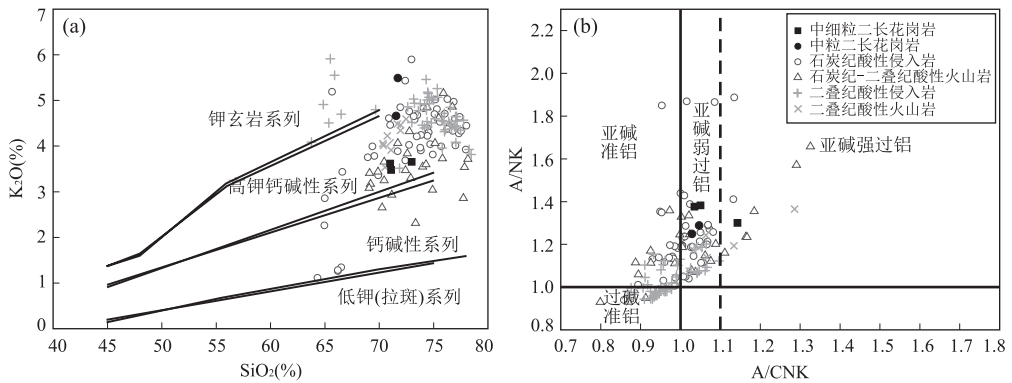 (a)
7
6
5
4
3
2
1
0
K₂O(%)
钾玄岩系列
高钾钙碱性系列
钙碱性系列
低钾(拉斑)系列
40 45 50 55 60 65 70 75 80
SiO₂(%)
(b)
2.2
2.0
1.8
1.6
1.4
1.2
1.0
0.8
A/NK
中细粒二长花岗岩
中粒二长花岗岩
石炭纪酸性侵入岩
石炭纪-二叠纪酸性火山岩
二叠纪酸性侵入岩
二叠纪酸性火山岩
亚碱
准铝
亚碱弱过铝
亚碱强过铝
过碱
准铝
0.7 0.8 0.9 1.0 1.1 1.2 1.3 1.4 1.5 1.6 1.7 1.8
A/CNK